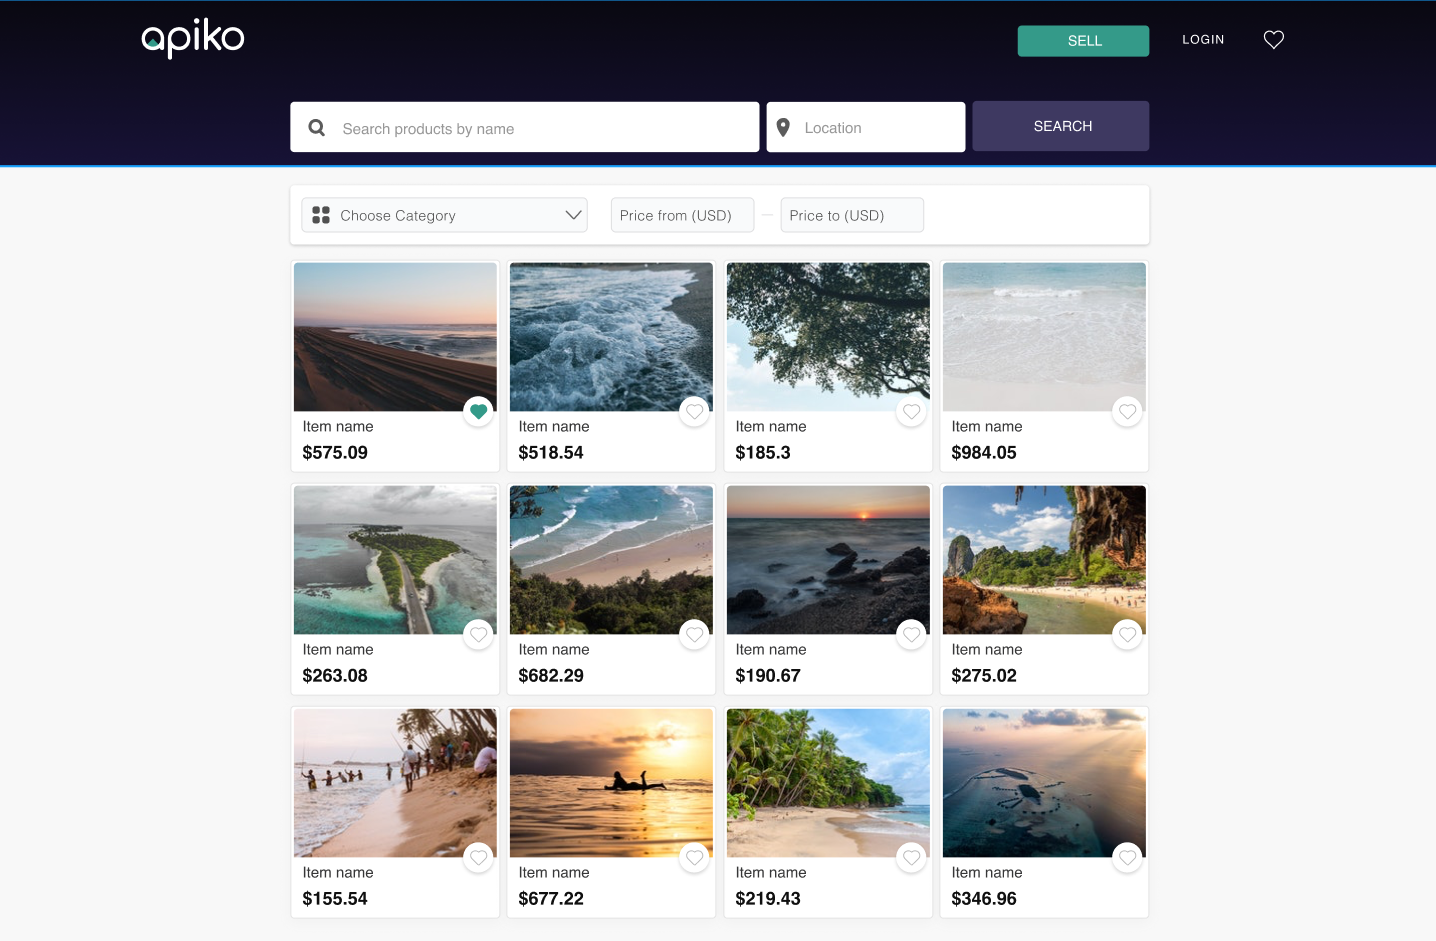 apiko
SELL
LOGIN
Search products by name
Location
SEARCH
Choose Category
Price from (USD)
Price to (USD)
Item name
$575.09
Item name
$518.54
Item name
$185.3
Item name
$984.05
Item name
$263.08
Item name
$682.29
Item name
$190.67
Item name
$275.02
Item name
$155.54
Item name
$677.22
Item name
$219.43
Item name
$346.96